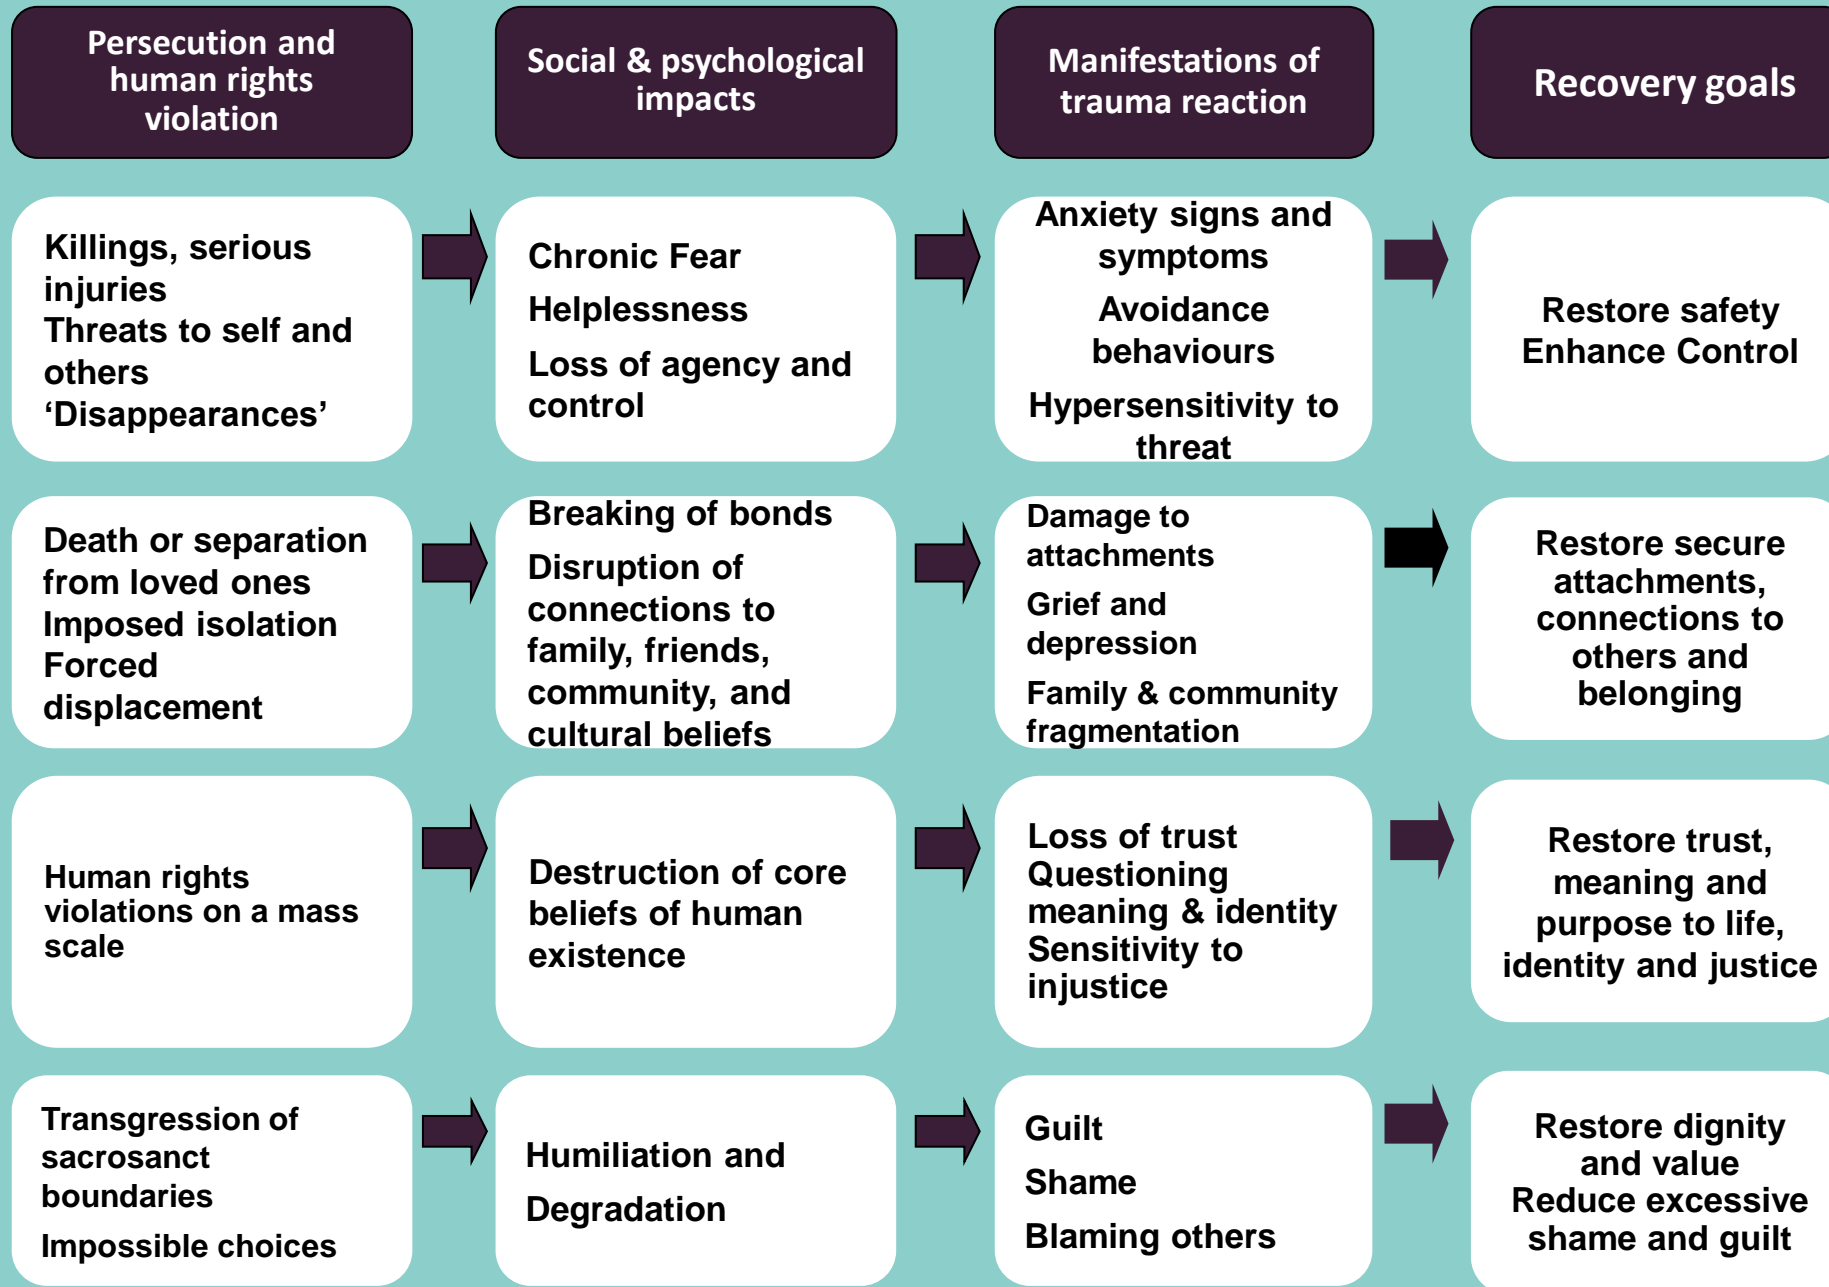 Persecution and
human rights
violation
Social & psychological
impacts
Manifestations of
trauma reaction
Recovery goals
Killings, serious
injuries
Threats to self and
others
‘Disappearances’
Chronic Fear
Helplessness
Loss of agency and
control
Anxiety signs and
symptoms
Avoidance
behaviours
Hypersensitivity to
threat
Restore safety
Enhance Control
Death or separation
from loved ones
Imposed isolation
Forced
displacement
Breaking of bonds
Disruption of
connections to
family, friends,
community, and
cultural beliefs
Damage to
attachments
Grief and
depression
Family & community
fragmentation
Restore secure
attachments,
connections to
others and
belonging
Human rights
violations on a mass
scale
Destruction of core
beliefs of human
existence
Loss of trust
Questioning
meaning & identity
Sensitivity to
injustice
Restore trust,
meaning and
purpose to life,
identity and justice
Transgression of
sacrosanct
boundaries
Impossible choices
Humiliation and
Degradation
Guilt
Shame
Blaming others
Restore dignity
and value
Reduce excessive
shame and guilt